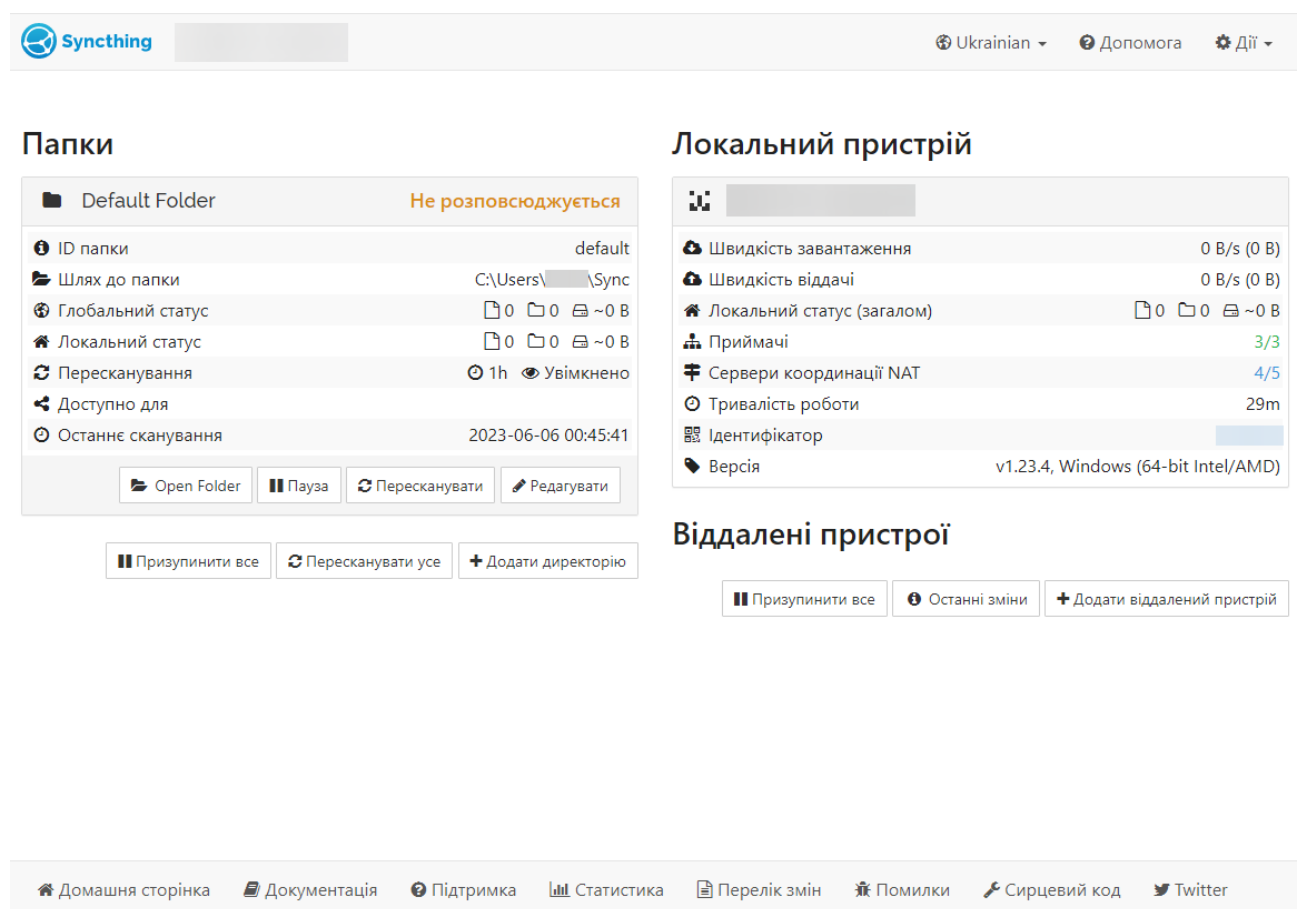 Syncthing
Ukrainian Допомога Дії
Папки
Default Folder Не розповсюджується
ID папки default
Шлях до папки C:\Users\ \Sync
Глобальний статус 0 0 ~0 B
Локальний статус 0 0 ~0 B
Пересканування 1h Увімкнено
Доступно для
Останнє сканування 2023-06-06 00:45:41
Open Folder Пауза Пересканувати Редагувати
Призупинити все Пересканувати усе Додати директорію
Локальний пристрій
Швидкість завантаження 0 B/s (0 B)
Швидкість віддачі 0 B/s (0 B)
Локальний статус (загалом) 0 0 ~0 B
Приймачі 3/3
Сервери координації NAT 4/5
Тривалість роботи 29m
Ідентифікатор
Версія v1.23.4, Windows (64-bit Intel/AMD)
Віддалені пристрої
Призупинити все Останні зміни Додати віддалений пристрій
Домашня сторінка Документація Підтримка Статистика Перелік змін Помилки Сирцевий код Twitter